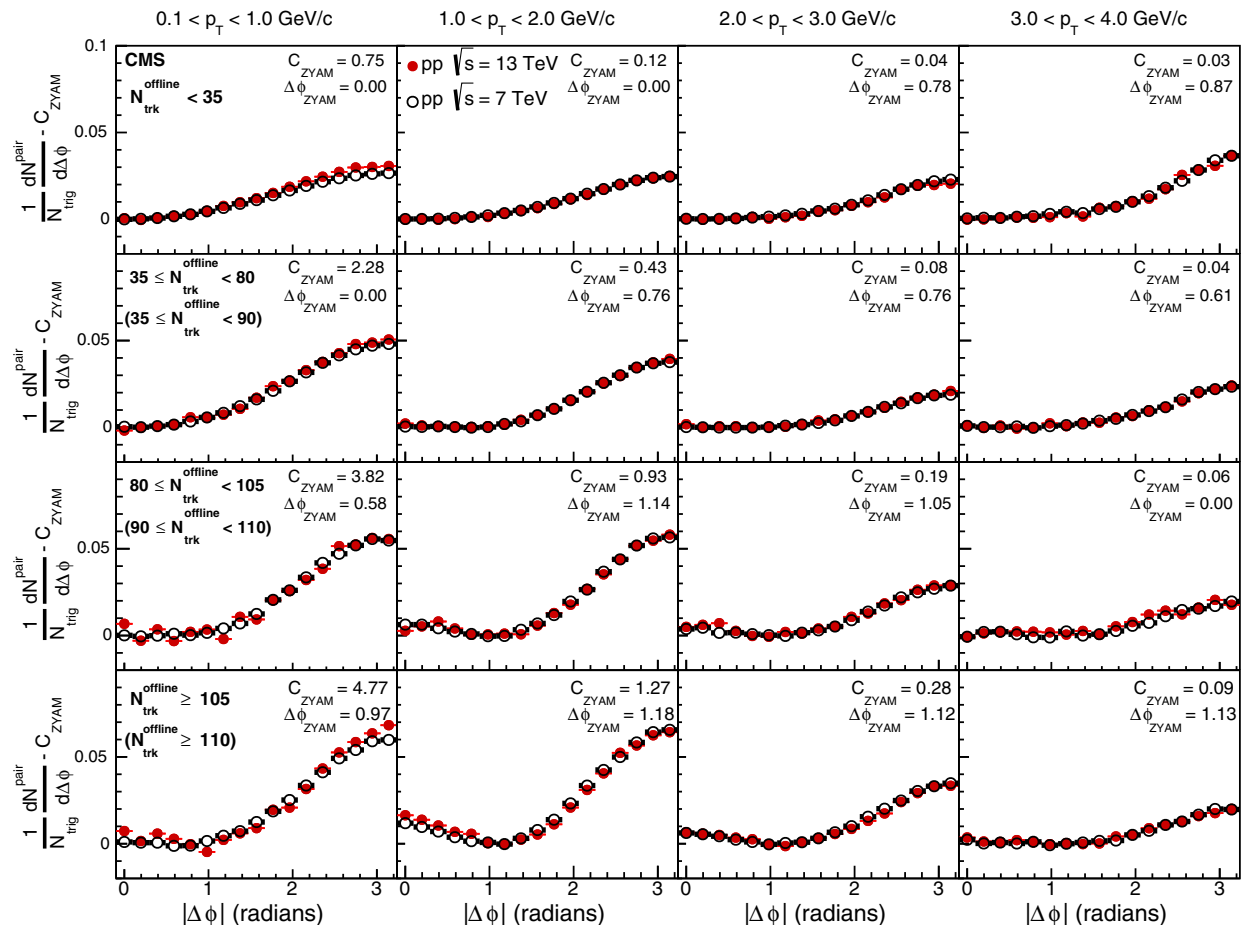 0.1 < p_T < 1.0 GeV/c 1.0 < p_T < 2.0 GeV/c 2.0 < p_T < 3.0 GeV/c 3.0 < p_T < 4.0 GeV/c
CMS
N_trk^offline < 35
C_ZYAM = 0.75
Δϕ_ZYAM = 0.00
pp √s = 13 TeV
pp √s = 7 TeV
C_ZYAM = 0.12
Δϕ_ZYAM = 0.00
C_ZYAM = 0.04
Δϕ_ZYAM = 0.78
C_ZYAM = 0.03
Δϕ_ZYAM = 0.87
1/N_trig dN^pair/dΔϕ - C_ZYAM
0.1
0.05
0
35 ≤ N_trk^offline < 80
(35 ≤ N_trk^offline < 90)
C_ZYAM = 2.28
Δϕ_ZYAM = 0.00
C_ZYAM = 0.43
Δϕ_ZYAM = 0.76
C_ZYAM = 0.08
Δϕ_ZYAM = 0.76
C_ZYAM = 0.04
Δϕ_ZYAM = 0.61
1/N_trig dN^pair/dΔϕ - C_ZYAM
0.05
0
80 ≤ N_trk^offline < 105
(90 ≤ N_trk^offline < 110)
C_ZYAM = 3.82
Δϕ_ZYAM = 0.58
C_ZYAM = 0.93
Δϕ_ZYAM = 1.14
C_ZYAM = 0.19
Δϕ_ZYAM = 1.05
C_ZYAM = 0.06
Δϕ_ZYAM = 0.00
1/N_trig dN^pair/dΔϕ - C_ZYAM
0.05
0
N_trk^offline ≥ 105
(N_trk^offline ≥ 110)
C_ZYAM = 4.77
Δϕ_ZYAM = 0.97
C_ZYAM = 1.27
Δϕ_ZYAM = 1.18
C_ZYAM = 0.28
Δϕ_ZYAM = 1.12
C_ZYAM = 0.09
Δϕ_ZYAM = 1.13
1/N_trig dN^pair/dΔϕ - C_ZYAM
0.05
0
0 1 2 3 0 1 2 3 0 1 2 3 0 1 2 3
|Δϕ| (radians) |Δϕ| (radians) |Δϕ| (radians) |Δϕ| (radians)